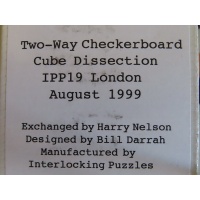 Two-Way Checkerboard
Cube Dissection
IPP19 London
August 1999
Exchanged by Harry Nelson
Designed by Bill Darrah
Manufactured by
Interlocking Puzzles